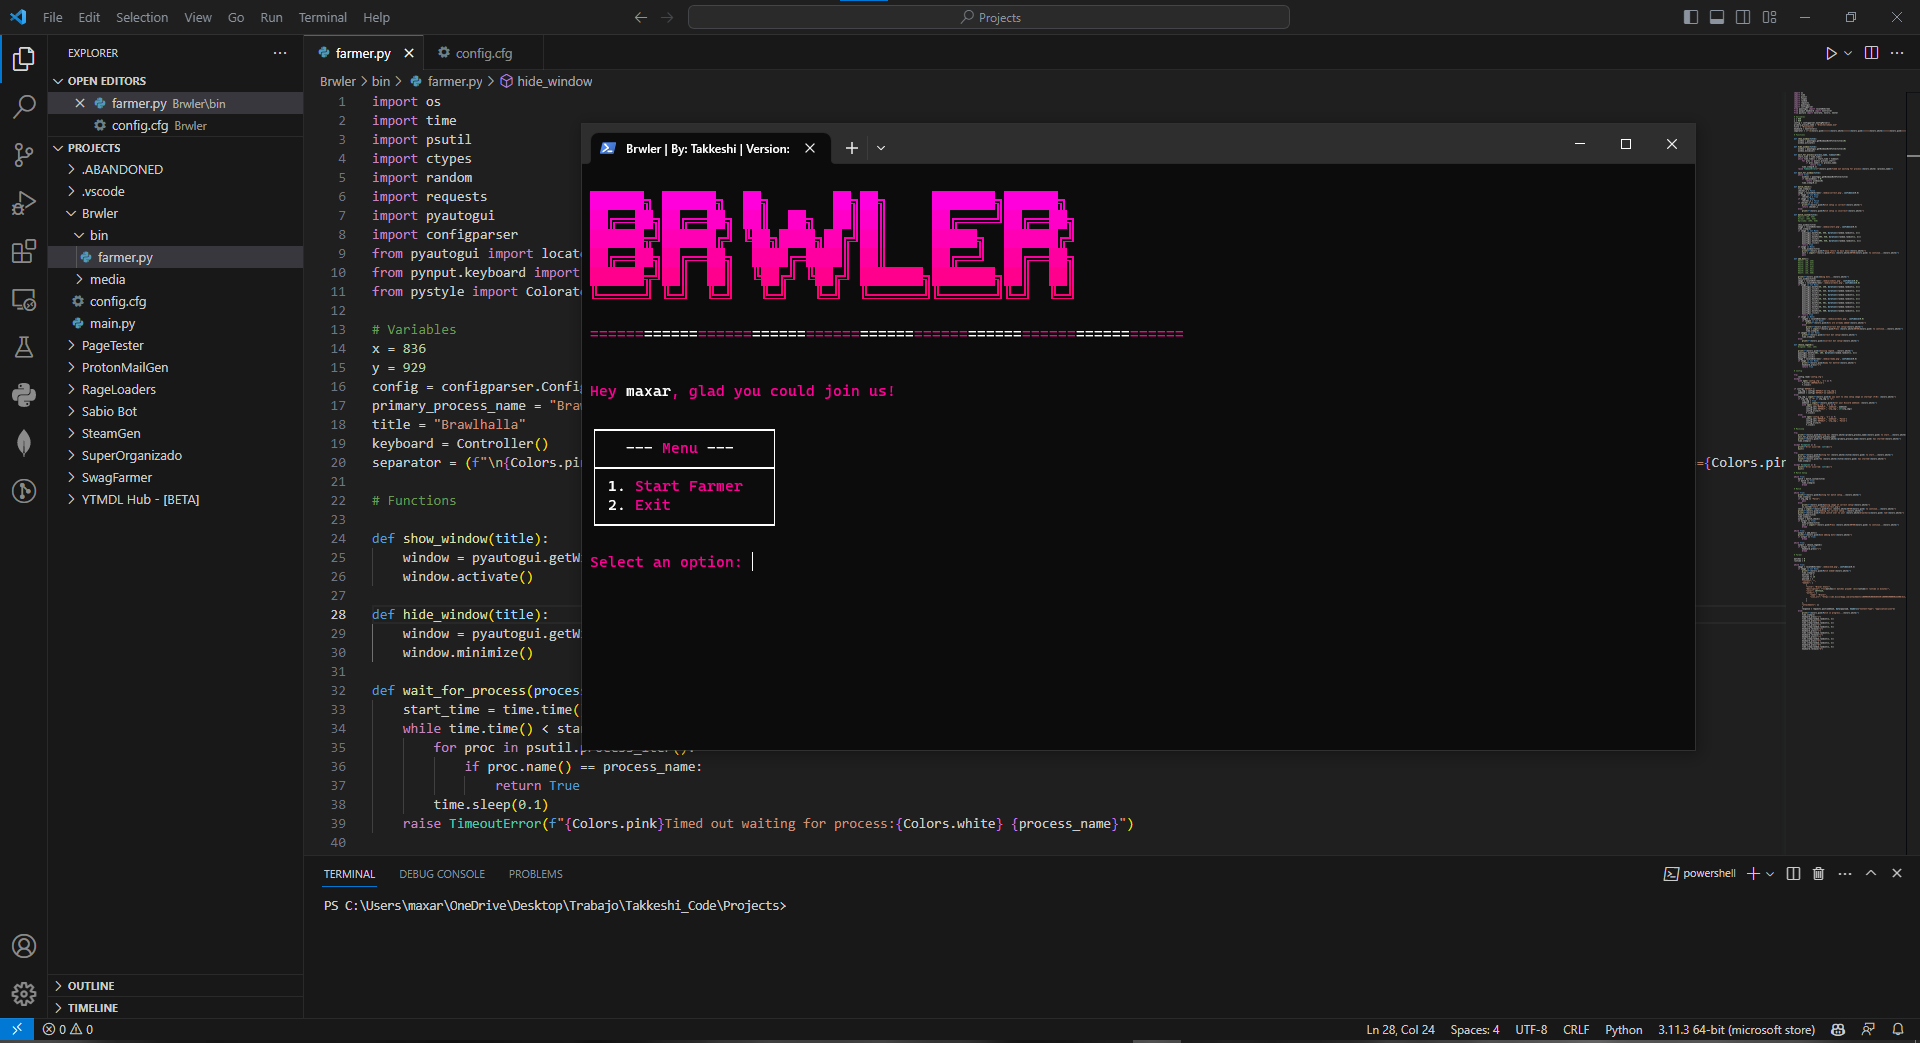 File Edit Selection View Go Run Terminal Help
Projects
EXPLORER
OPEN EDITORS
farmer.py Brwler\bin
config.cfg Brwler
PROJECTS
.ABANDONED
.vscode
Brwler
bin
farmer.py
media
config.cfg
main.py
PageTester
ProtonMailGen
RageLoaders
Sabio Bot
SteamGen
SuperOrganizado
SwagFarmer
YTMDL Hub - [BETA]
OUTLINE
TIMELINE
farmer.py config.cfg
Brwler > bin > farmer.py > hide_window
1 import os
2 import time
3 import psutil
4 import ctypes
5 import random
6 import requests
7 import pyautogui
8 import configparser
9 from pyautogui import locat
10 from pynput.keyboard import
11 from pystyle import Colorat
12
13 # Variables
14 x = 836
15 y = 929
16 config = configparser.Config
17 primary_process_name = "Bra
18 title = "Brawlhalla"
19 keyboard = Controller()
20 separator = (f"\n{Colors.pin
={Colors.pin
21
22 # Functions
23
24 def show_window(title):
25 window = pyautogui.getW
26 window.activate()
27
28 def hide_window(title):
29 window = pyautogui.getW
30 window.minimize()
31
32 def wait_for_process(proces
33 start_time = time.time(
34 while time.time() < sta
35 for proc in psutil.process_iter():
36 if proc.name() == process_name:
37 return True
38 time.sleep(0.1)
39 raise TimeoutError(f"{Colors.pink}Timed out waiting for process:{Colors.white} {process_name}")
40
Brwler | By: Takkeshi | Version:
BRWLER
==================================================================
Hey maxar, glad you could join us!
--- Menu ---
1. Start Farmer
2. Exit
Select an option:
TERMINAL DEBUG CONSOLE PROBLEMS
powershell
PS C:\Users\maxar\OneDrive\Desktop\Trabajo\Takkeshi_Code\Projects>
0 0
Ln 28, Col 24 Spaces: 4 UTF-8 CRLF Python 3.11.3 64-bit (microsoft store)